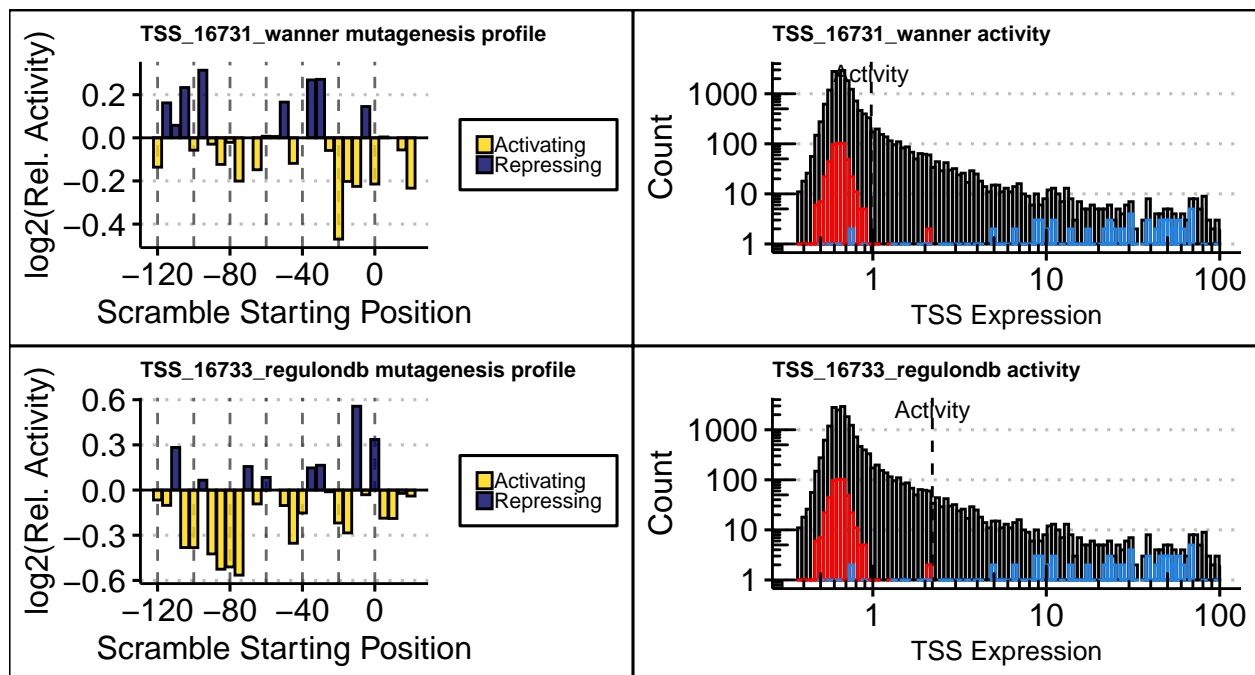 TSS_16731_wanner mutagenesis profile
log2(Rel. Activity)
0.2
0.0
−0.2
−0.4
−120 −80 −40 0
Scramble Starting Position
Activating
Repressing
TSS_16731_wanner activity
Activity
Count
1000
100
10
1
1 10 100
TSS Expression
TSS_16733_regulondb mutagenesis profile
log2(Rel. Activity)
0.6
0.3
0.0
−0.3
−0.6
−120 −80 −40 0
Scramble Starting Position
Activating
Repressing
TSS_16733_regulondb activity
Activity
Count
1000
100
10
1
1 10 100
TSS Expression